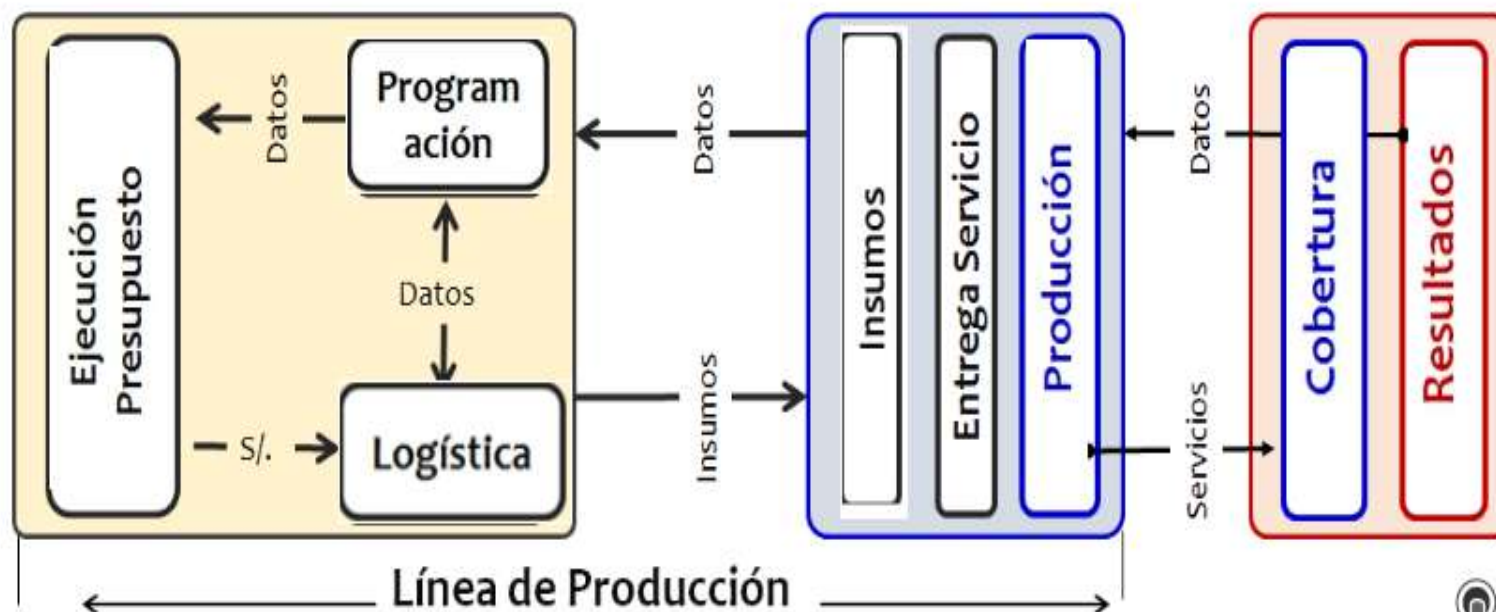 Ejecución
Presupuesto
Datos
Program
ación
Datos
S/.
Logística
Datos
Insumos
Insumos
Entrega Servicio
Producción
Datos
Servicios
Cobertura
Resultados
Línea de Producción